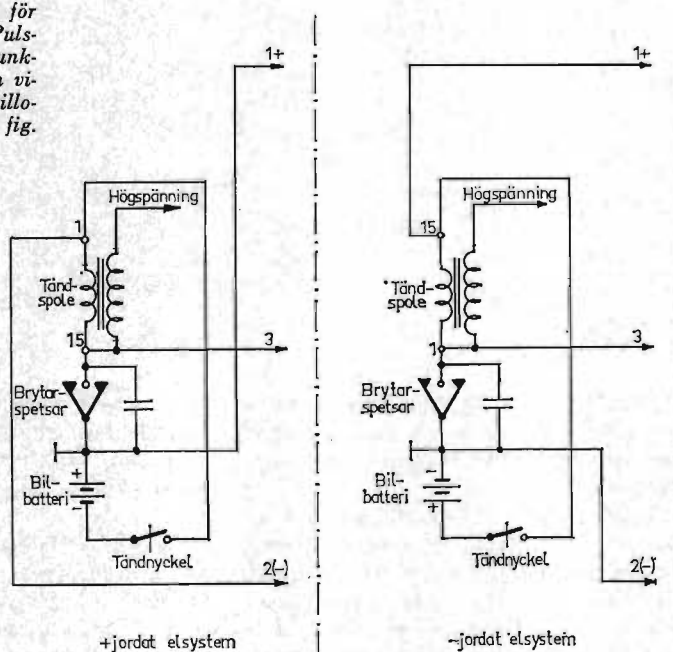 för
Puls-
unk-
n vi-
illo-
fig.
1+
Högspänning
1
Tänd-
spole
15
3
Brytar-
spetsar
+
Bil-
batteri
-
Tändnyckel
2(-)
+jordat elsystem
1+
Högspänning
15
Tänd-
spole
1
3
Brytar-
spetsar
-
Bil-
batteri
+
Tändnyckel
2(-)
-jordat elsystem